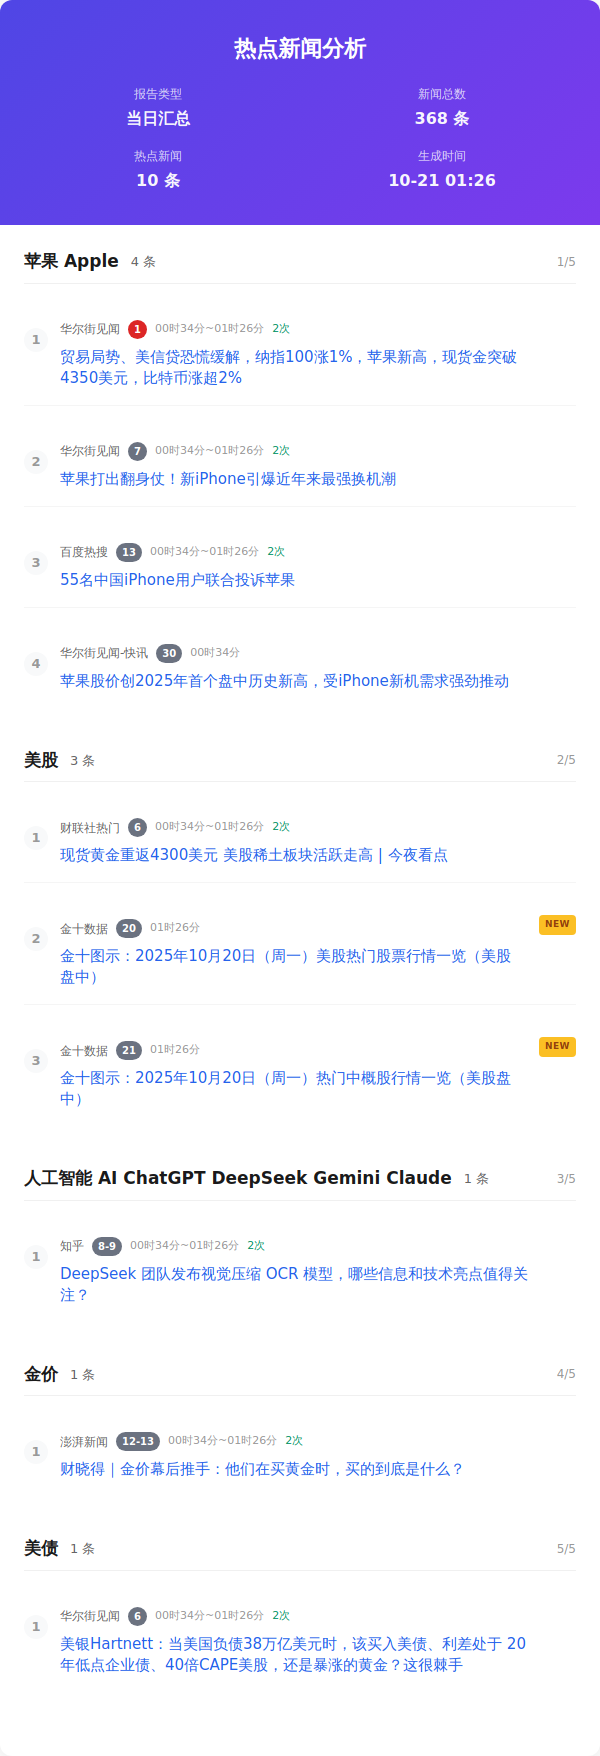 热点新闻分析
报告类型
当日汇总
新闻总数
368 条
热点新闻
10 条
生成时间
10-21 01:26
苹果 Apple 4 条 1/5
1 华尔街见闻 1 00时34分~01时26分 2次
贸易局势、美信贷恐慌缓解，纳指100涨1%，苹果新高，现货金突破
4350美元，比特币涨超2%
2 华尔街见闻 7 00时34分~01时26分 2次
苹果打出翻身仗！新iPhone引爆近年来最强换机潮
3 百度热搜 13 00时34分~01时26分 2次
55名中国iPhone用户联合投诉苹果
4 华尔街见闻-快讯 30 00时34分
苹果股价创2025年首个盘中历史新高，受iPhone新机需求强劲推动
美股 3 条 2/5
1 财联社热门 6 00时34分~01时26分 2次
现货黄金重返4300美元 美股稀土板块活跃走高 | 今夜看点
2 金十数据 20 01时26分 NEW
金十图示：2025年10月20日（周一）美股热门股票行情一览（美股
盘中）
3 金十数据 21 01时26分 NEW
金十图示：2025年10月20日（周一）热门中概股行情一览（美股盘
中）
人工智能 AI ChatGPT DeepSeek Gemini Claude 1 条 3/5
1 知乎 8-9 00时34分~01时26分 2次
DeepSeek 团队发布视觉压缩 OCR 模型，哪些信息和技术亮点值得关
注？
金价 1 条 4/5
1 澎湃新闻 12-13 00时34分~01时26分 2次
财晓得｜金价幕后推手：他们在买黄金时，买的到底是什么？
美债 1 条 5/5
1 华尔街见闻 6 00时34分~01时26分 2次
美银Hartnett：当美国负债38万亿美元时，该买入美债、利差处于 20
年低点企业债、40倍CAPE美股，还是暴涨的黄金？这很棘手